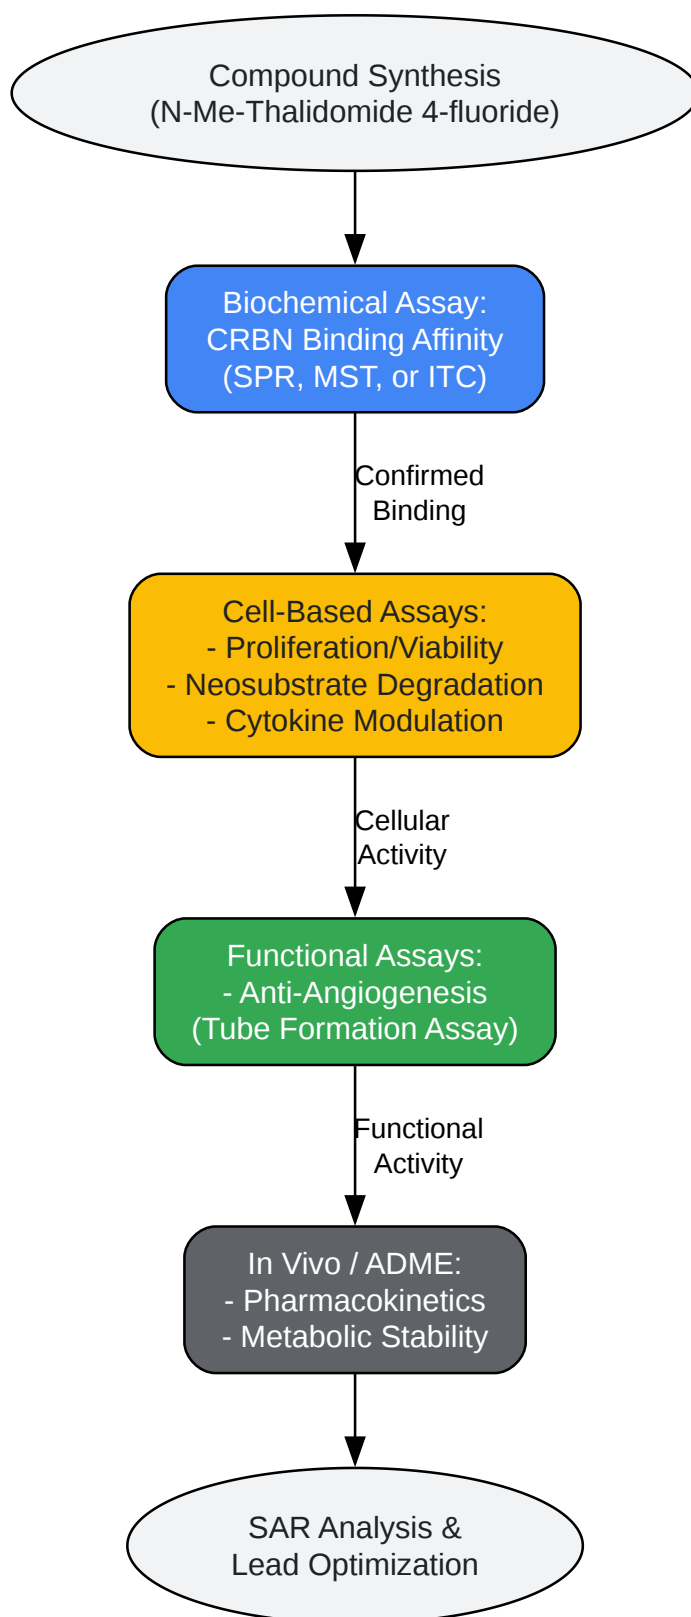 Compound Synthesis
(N-Me-Thalidomide 4-fluoride)
Biochemical Assay:
CRBN Binding Affinity
(SPR, MST, or ITC)
Confirmed
Binding
Cell-Based Assays:
- Proliferation/Viability
- Neosubstrate Degradation
- Cytokine Modulation
Cellular
Activity
Functional Assays:
- Anti-Angiogenesis
(Tube Formation Assay)
Functional
Activity
In Vivo / ADME:
- Pharmacokinetics
- Metabolic Stability
SAR Analysis &
Lead Optimization